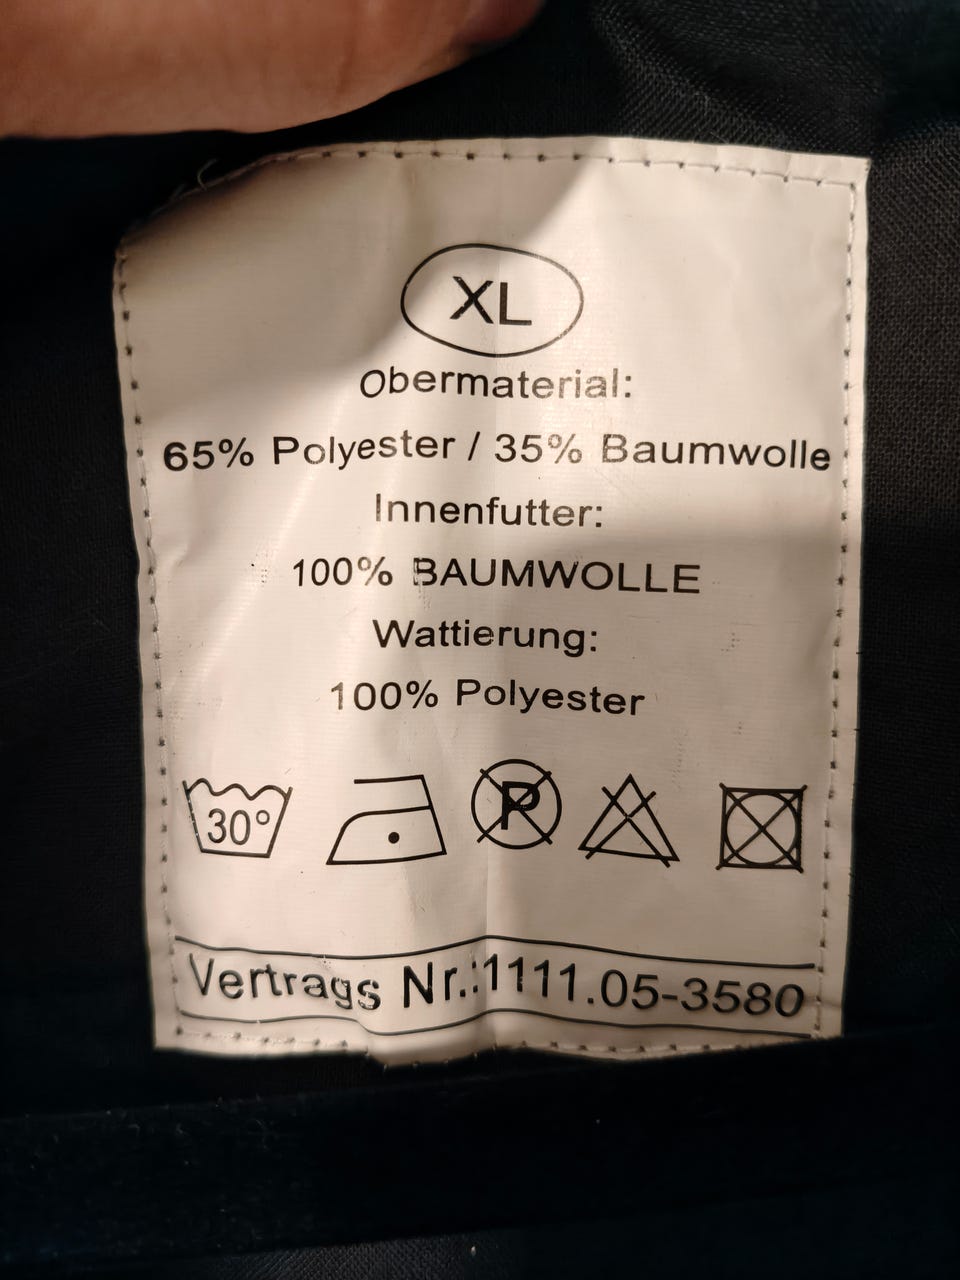 XL
Obermaterial:
65% Polyester / 35% Baumwolle
Innenfutter:
100% BAUMWOLLE
Wattierung:
100% Polyester
30° P
Vertrags Nr.:1111.05-3580